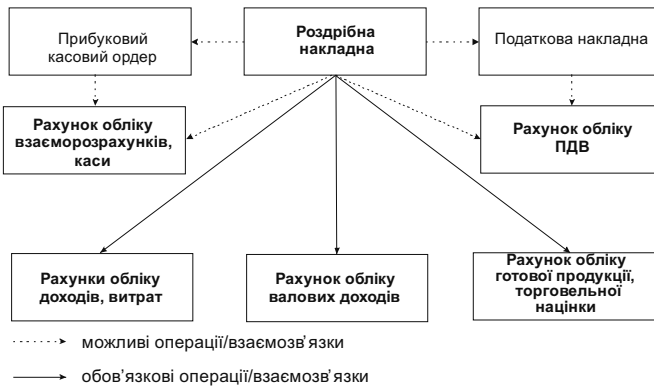 Прибуковий
касовий ордер
Роздрібна
накладна
Податкова накладна
Рахунок обліку
взаєморозрахунків,
каси
Рахунок обліку
ПДВ
Рахунки обліку
доходів, витрат
Рахунок обліку
валових доходів
Рахунок обліку
готової продукції,
торговельної
націнки
можливі операції/взаємозв'язки
обов'язкові операції/взаємозв'язки